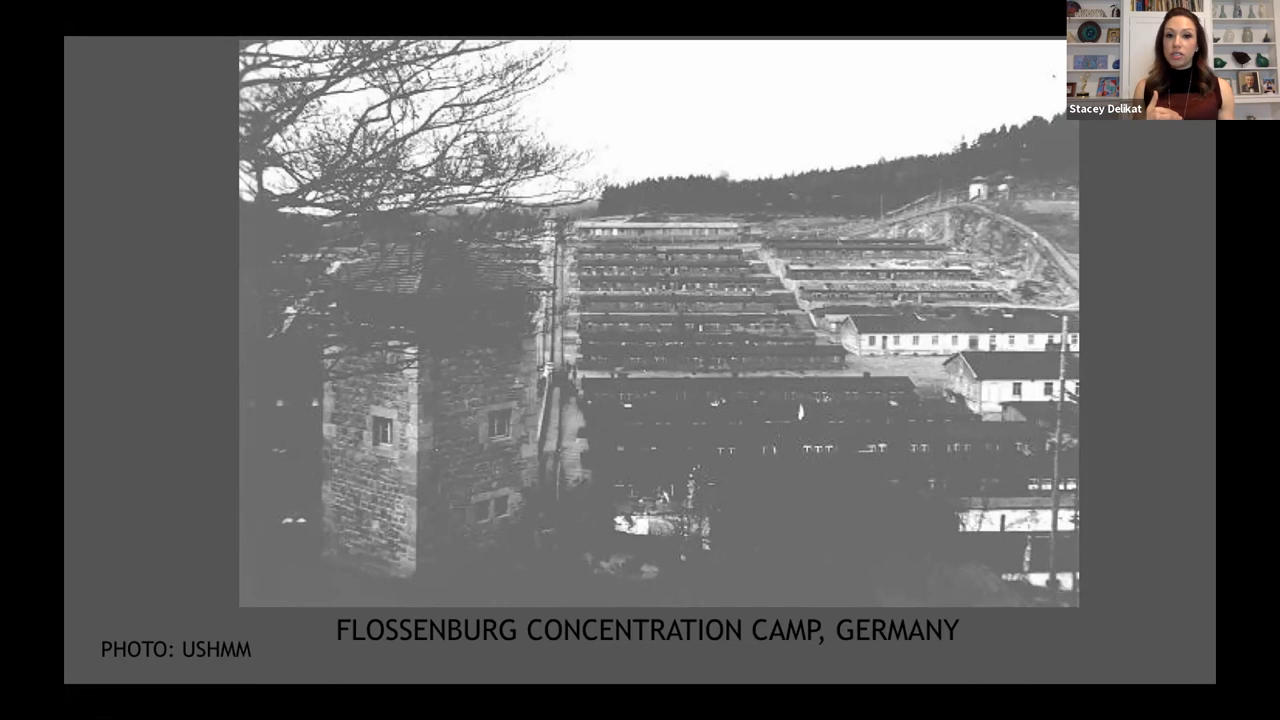 Stacey Delikat
FLOSSENBURG CONCENTRATION CAMP, GERMANY
PHOTO: USHMM